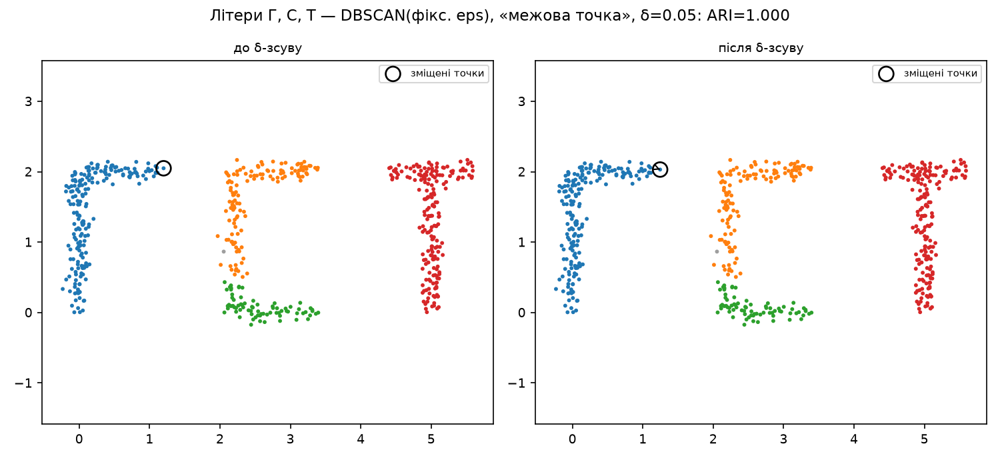 Літери Г, С, Т — DBSCAN(фікс. eps), «межова точка», δ=0.05: ARI=1.000
до δ-зсуву
після δ-зсуву
зміщені точки
зміщені точки
3
2
1
0
−1
0 1 2 3 4 5
3
2
1
0
−1
0 1 2 3 4 5